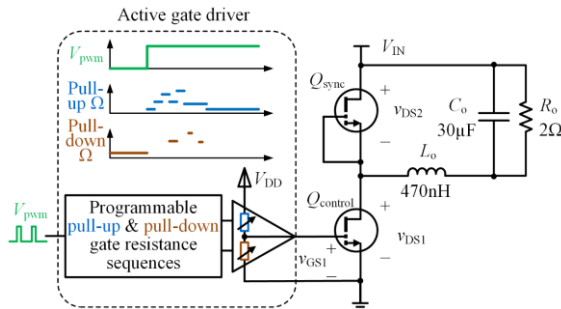 Active gate driver
V_pwm
Pull-
up Ω
Pull-
down
Ω
V_pwm
Programmable
pull-up & pull-down
gate resistance
sequences
V_DD
V_IN
Q_sync
+
v_DS2
−
C_o
30μF
R_o
2Ω
L_o
470nH
Q_control
+
v_GS1
−
+
v_DS1
−